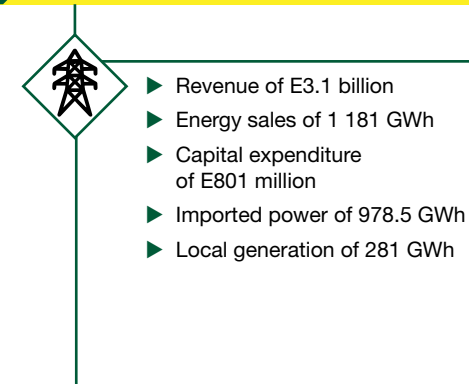 Revenue of E3.1 billion
Energy sales of 1 181 GWh
Capital expenditure
of E801 million
Imported power of 978.5 GWh
Local generation of 281 GWh